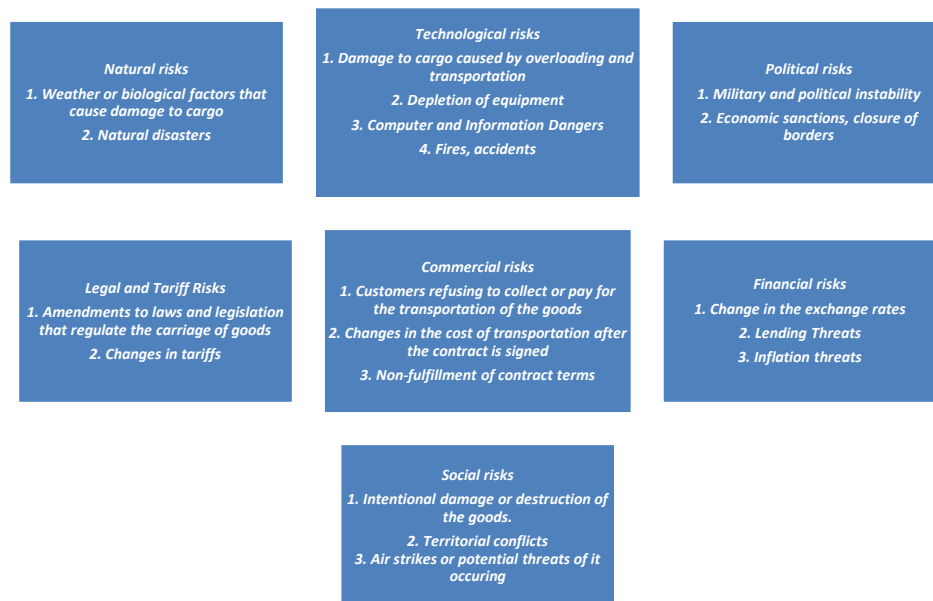 Natural risks
1. Weather or biological factors that
cause damage to cargo
2. Natural disasters
Technological risks
1. Damage to cargo caused by overloading and
transportation
2. Depletion of equipment
3. Computer and Information Dangers
4. Fires, accidents
Political risks
1. Military and political instability
2. Economic sanctions, closure of
borders
Legal and Tariff Risks
1. Amendments to laws and legislation
that regulate the carriage of goods
2. Changes in tariffs
Commercial risks
1. Customers refusing to collect or pay for
the transportation of the goods
2. Changes in the cost of transportation after
the contract is signed
3. Non-fulfillment of contract terms
Financial risks
1. Change in the exchange rates
2. Lending Threats
3. Inflation threats
Social risks
1. Intentional damage or destruction of
the goods.
2. Territorial conflicts
3. Air strikes or potential threats of it
occuring